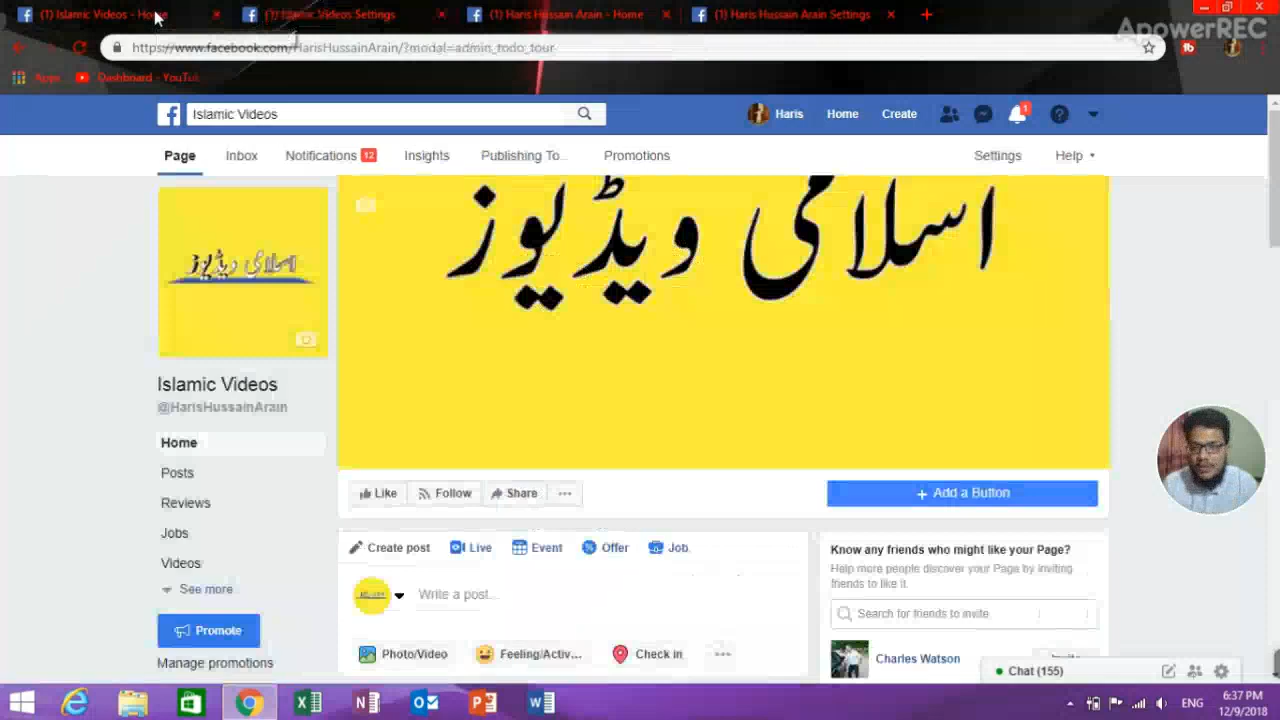 (1) Islamic Videos - Home
Islamic Videos Settings
(1) Haris Hussain Arain - Home
(1) Haris Hussain Arain Settings
ApowerREC
https://www.facebook.com/HarisHussainArain/?modal=admin_todo_tour
Apps
Dashboard - YouTub
Islamic Videos
Haris
Home
Create
1
Page
Inbox
Notifications 12
Insights
Publishing To...
Promotions
Settings
Help
اسلامی ویڈیوز
اسلامی ویڈیوز
Islamic Videos
@HarisHussainArain
Home
Posts
Reviews
Jobs
Videos
See more
Promote
Manage promotions
Like
Follow
Share
+ Add a Button
Create post
Live
Event
Offer
Job
Write a post...
Photo/Video
Feeling/Activ...
Check in
Know any friends who might like your Page?
Help more people discover your Page by inviting
friends to like it.
Search for friends to invite
Charles Watson
Chat (155)
ENG
6:37 PM
12/9/2018